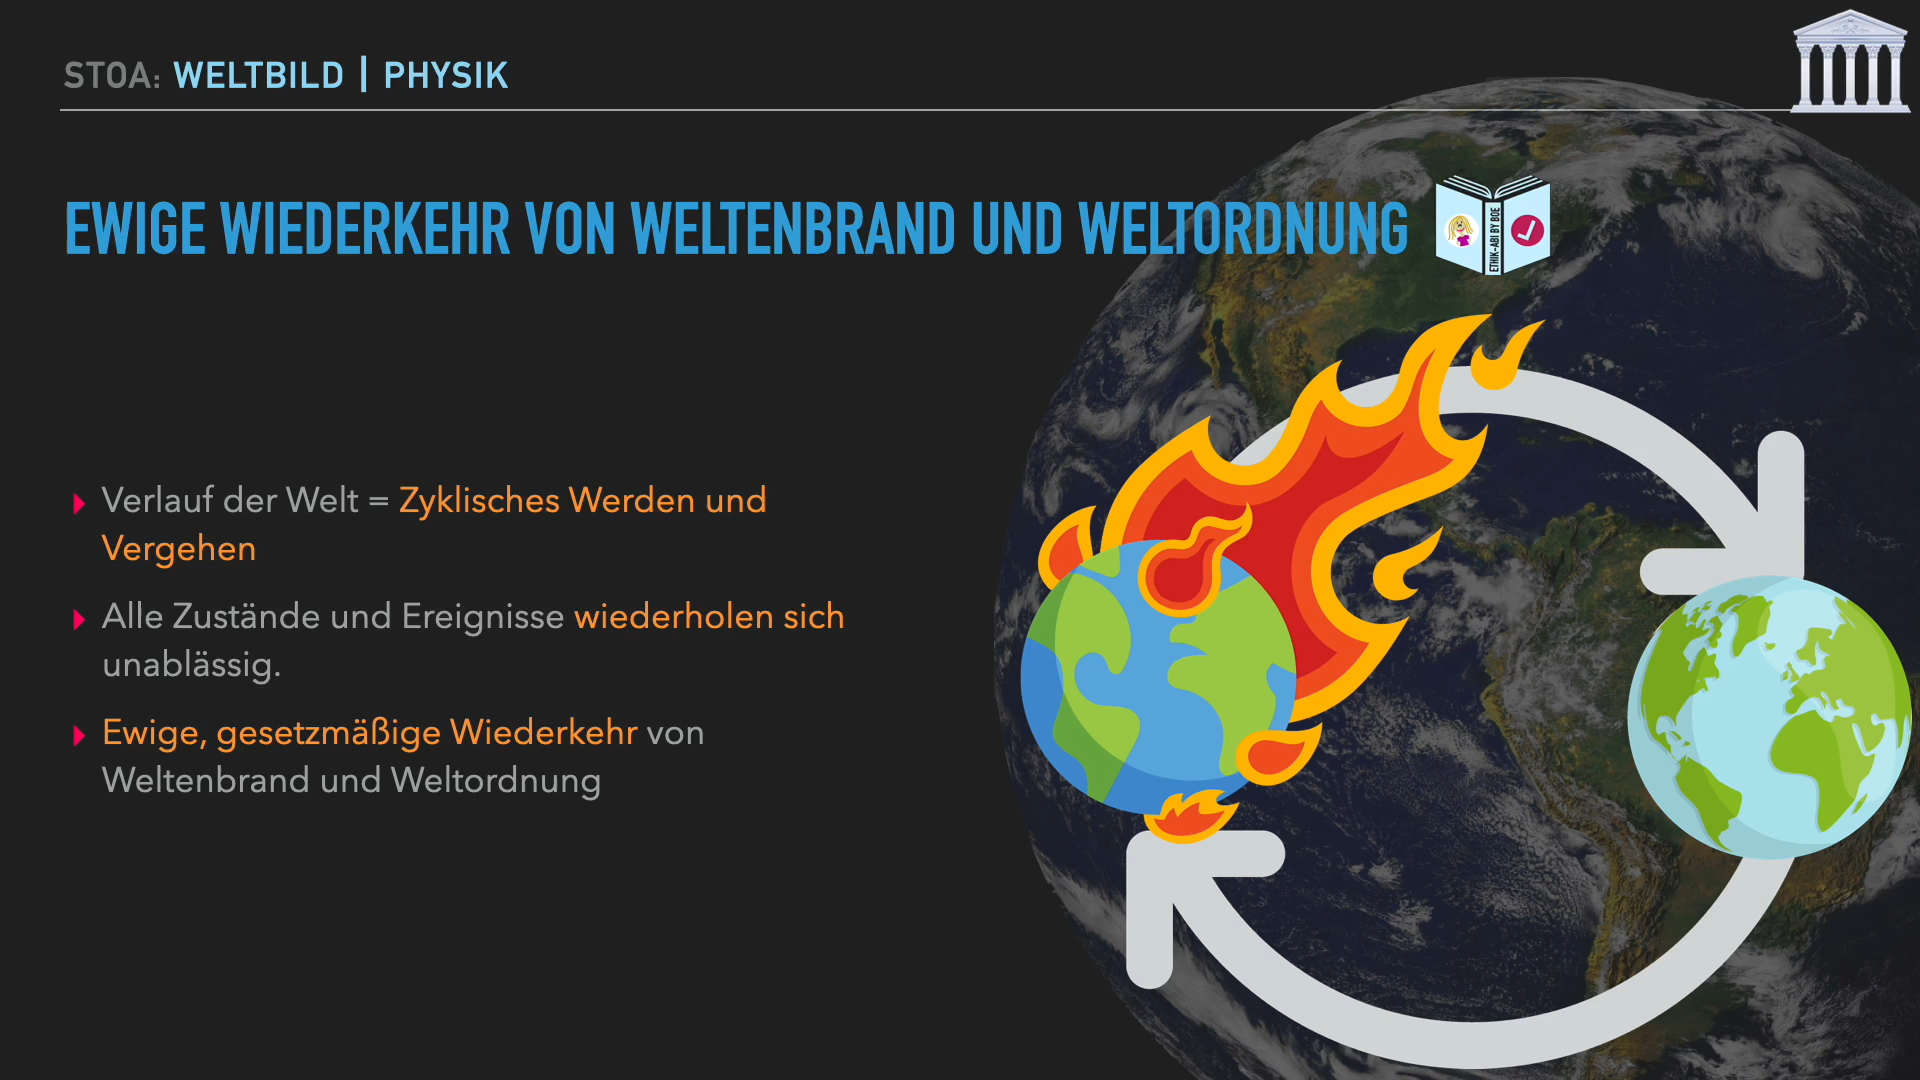 STOA: WELTBILD | PHYSIK
EWIGE WIEDERKEHR VON WELTENBRAND UND WELTORDNUNG
ETHIK-ABI BY BOE
Verlauf der Welt = Zyklisches Werden und
Vergehen
Alle Zustände und Ereignisse wiederholen sich
unablässig.
Ewige, gesetzmäßige Wiederkehr von
Weltenbrand und Weltordnung